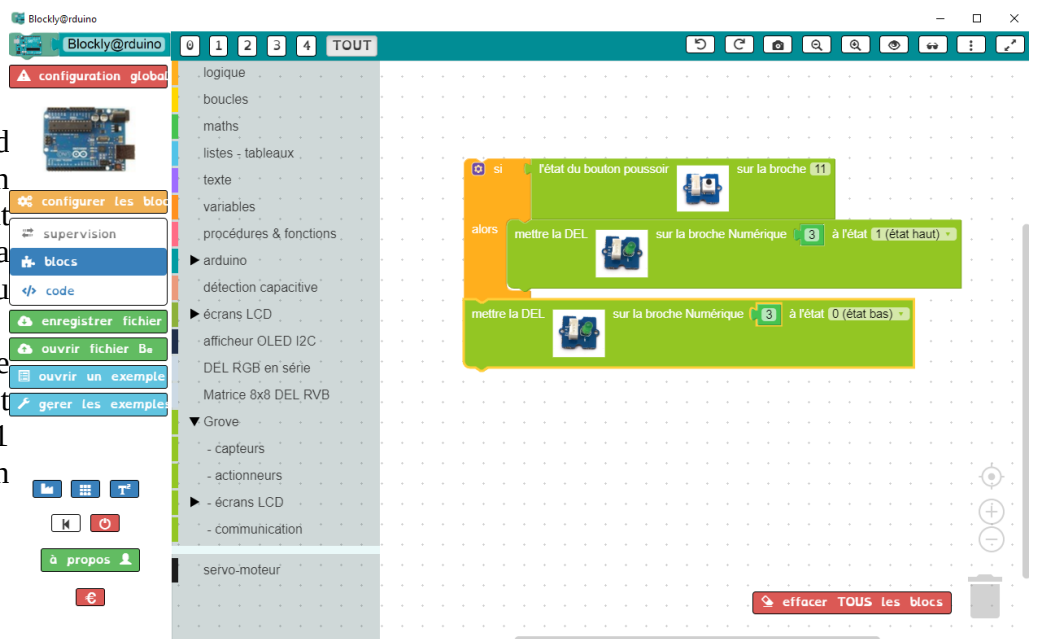 Blockly@rduino
Blockly@rduino
0 1 2 3 4 TOUT
configuration global
configurer les bloc
supervision
blocs
code
enregistrer fichier
ouvrir fichier B@
ouvrir un exemple
gérer les exemples
à propos
€
logique
boucles
maths
listes - tableaux
texte
variables
procédures & fonctions
arduino
détection capacitive
écrans LCD
afficheur OLED I2C
DEL RGB en série
Matrice 8x8 DEL RVB
Grove
- capteurs
- actionneurs
- écrans LCD
- communication
servo-moteur
si l'état du bouton poussoir sur la broche 11
alors mettre la DEL sur la broche Numérique 3 à l'état 1 (état haut)
mettre la DEL sur la broche Numérique 3 à l'état 0 (état bas)
effacer TOUS les blocs